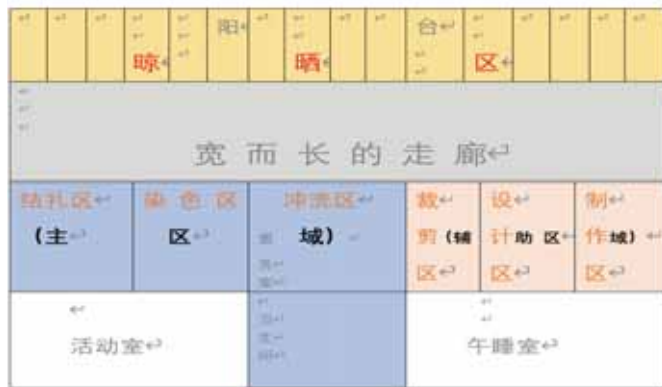 阳 台
晾 晒 区
宽 而 长 的 走 廊
结扎区 染 色 区 冲洗区 裁 设 制
(主 区 域) 剪(辅 计助 区 作域)
区 区 区
活动室 午睡室